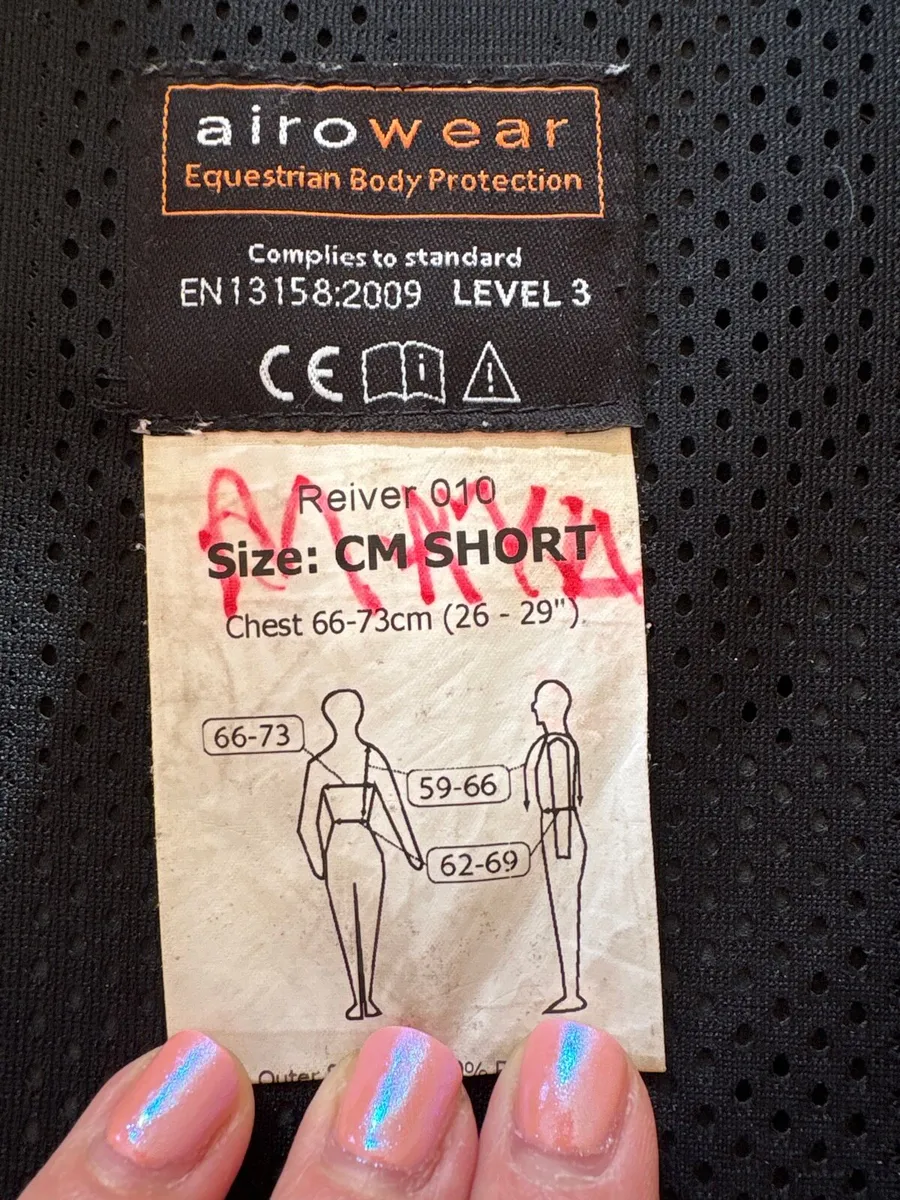 airowear
Equestrian Body Protection
Complies to standard
EN13158:2009 LEVEL 3
CE
Reiver 010
Size: CM SHORT
Chest 66-73cm (26 - 29")
66-73
59-66
62-69
Outer